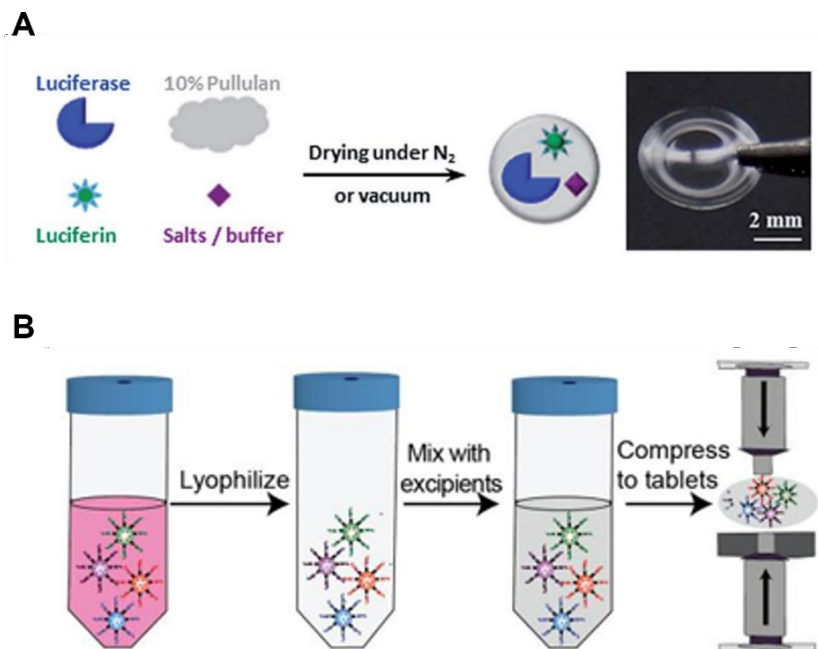 A
Luciferase 10% Pullulan
Drying under N₂
or vacuum
Luciferin Salts / buffer
2 mm
B
Lyophilize
Mix with
excipients
Compress
to tablets